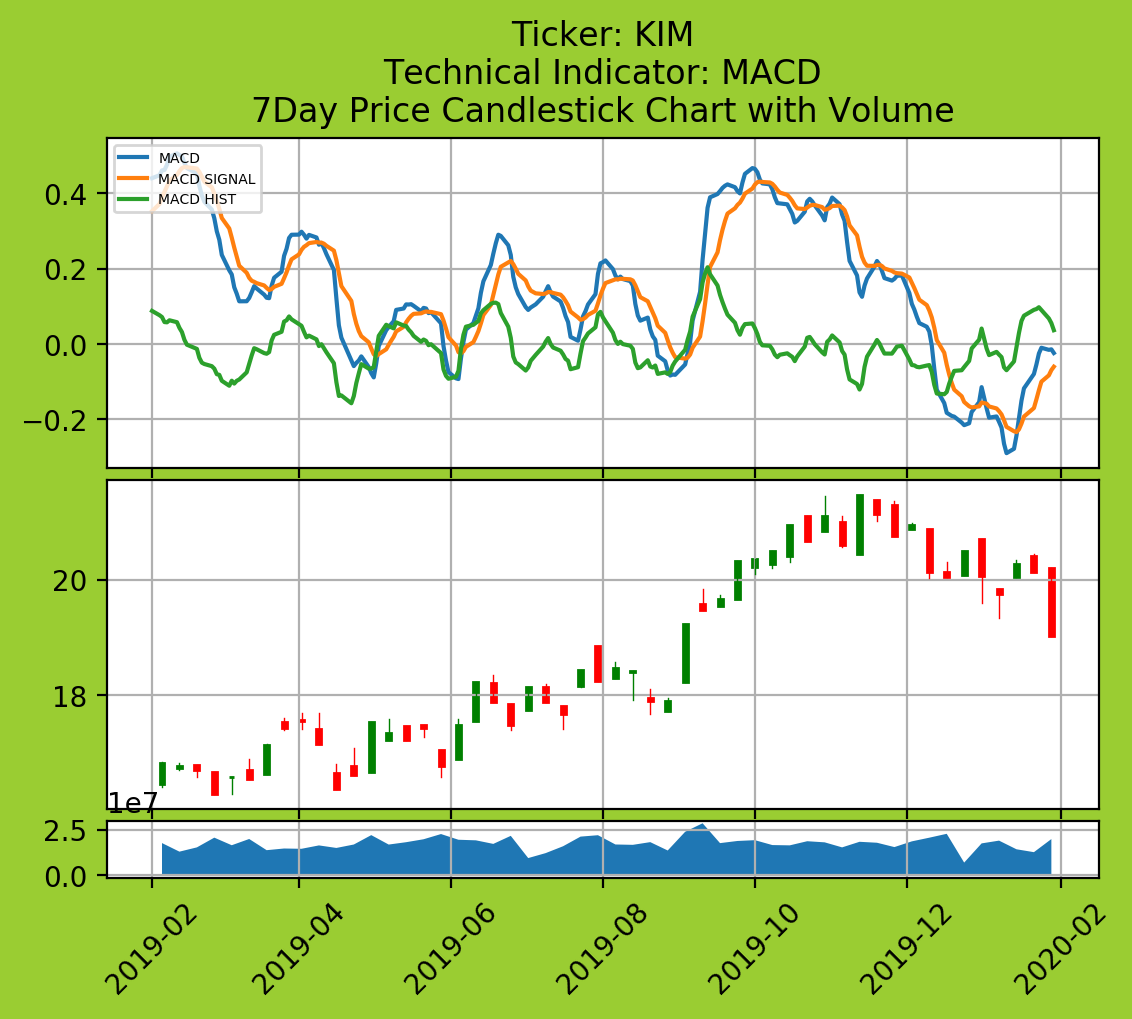 Ticker: KIM
Technical Indicator: MACD
7Day Price Candlestick Chart with Volume
MACD
MACD SIGNAL
MACD HIST
0.4
0.2
0.0
−0.2
20
18
1e7
2.5
0.0
2019-02
2019-04
2019-06
2019-08
2019-10
2019-12
2020-02